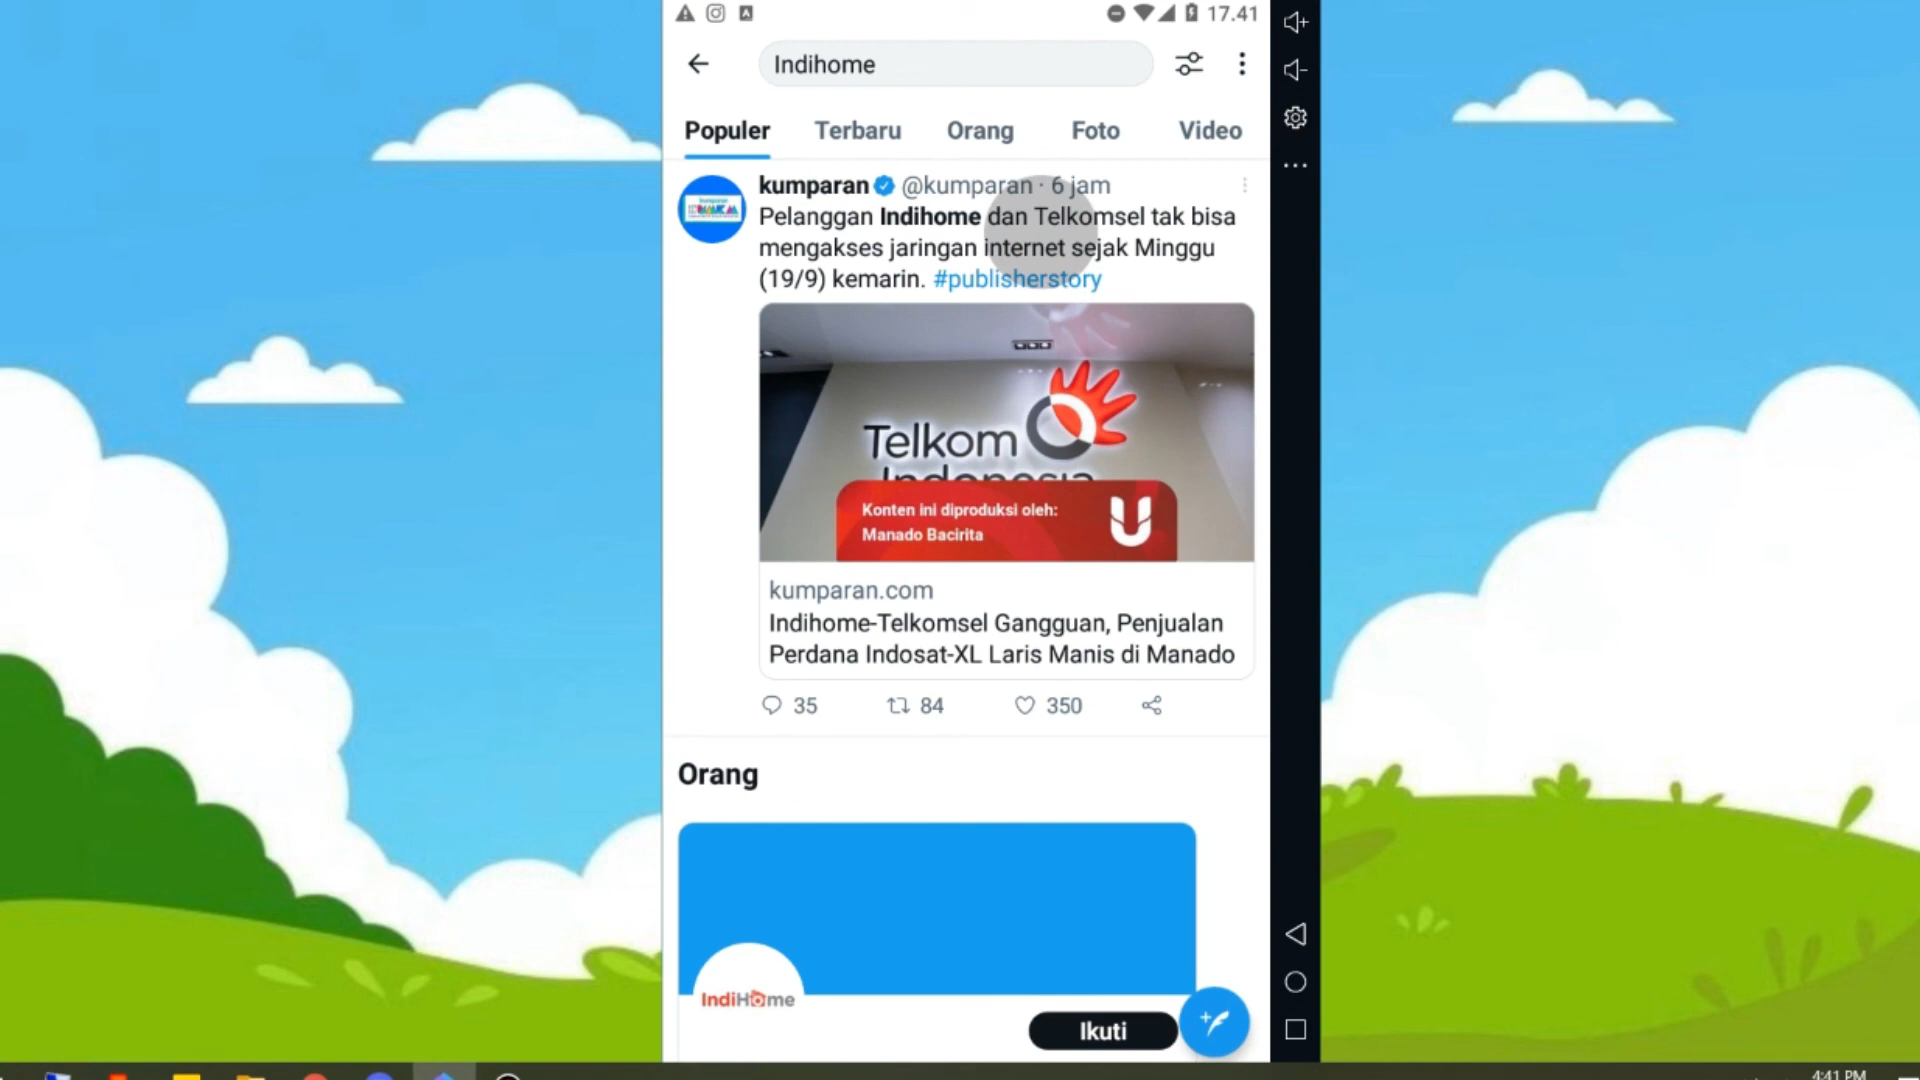 17.41
Indihome
Populer Terbaru Orang Foto Video
kumparan @kumparan · 6 jam
Pelanggan Indihome dan Telkomsel tak bisa
mengakses jaringan internet sejak Minggu
(19/9) kemarin. #publisherstory
Telkom
Indonesia
Konten ini diproduksi oleh:
Manado Bacirita
kumparan.com
Indihome-Telkomsel Gangguan, Penjualan
Perdana Indosat-XL Laris Manis di Manado
35 84 350
Orang
IndiHome
Ikuti
4:41 PM